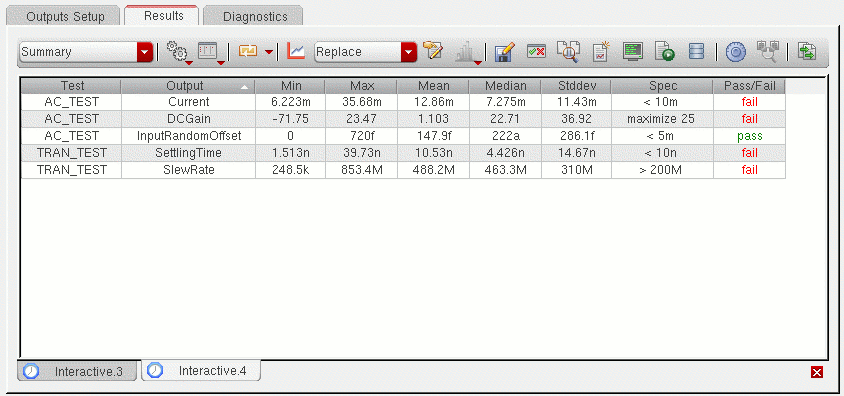 Outputs Setup Results Diagnostics
Summary Replace
Test Output Min Max Mean Median Stddev Spec Pass/Fail
AC_TEST Current 6.223m 35.68m 12.86m 7.275m 11.43m < 10m fail
AC_TEST DCGain -71.75 23.47 1.103 22.71 36.92 maximize 25 fail
AC_TEST InputRandomOffset 0 720f 147.9f 222a 286.1f < 5m pass
TRAN_TEST SettlingTime 1.513n 39.73n 10.53n 4.426n 14.67n < 10n fail
TRAN_TEST SlewRate 248.5k 853.4M 488.2M 463.3M 310M > 200M fail
Interactive.3 Interactive.4